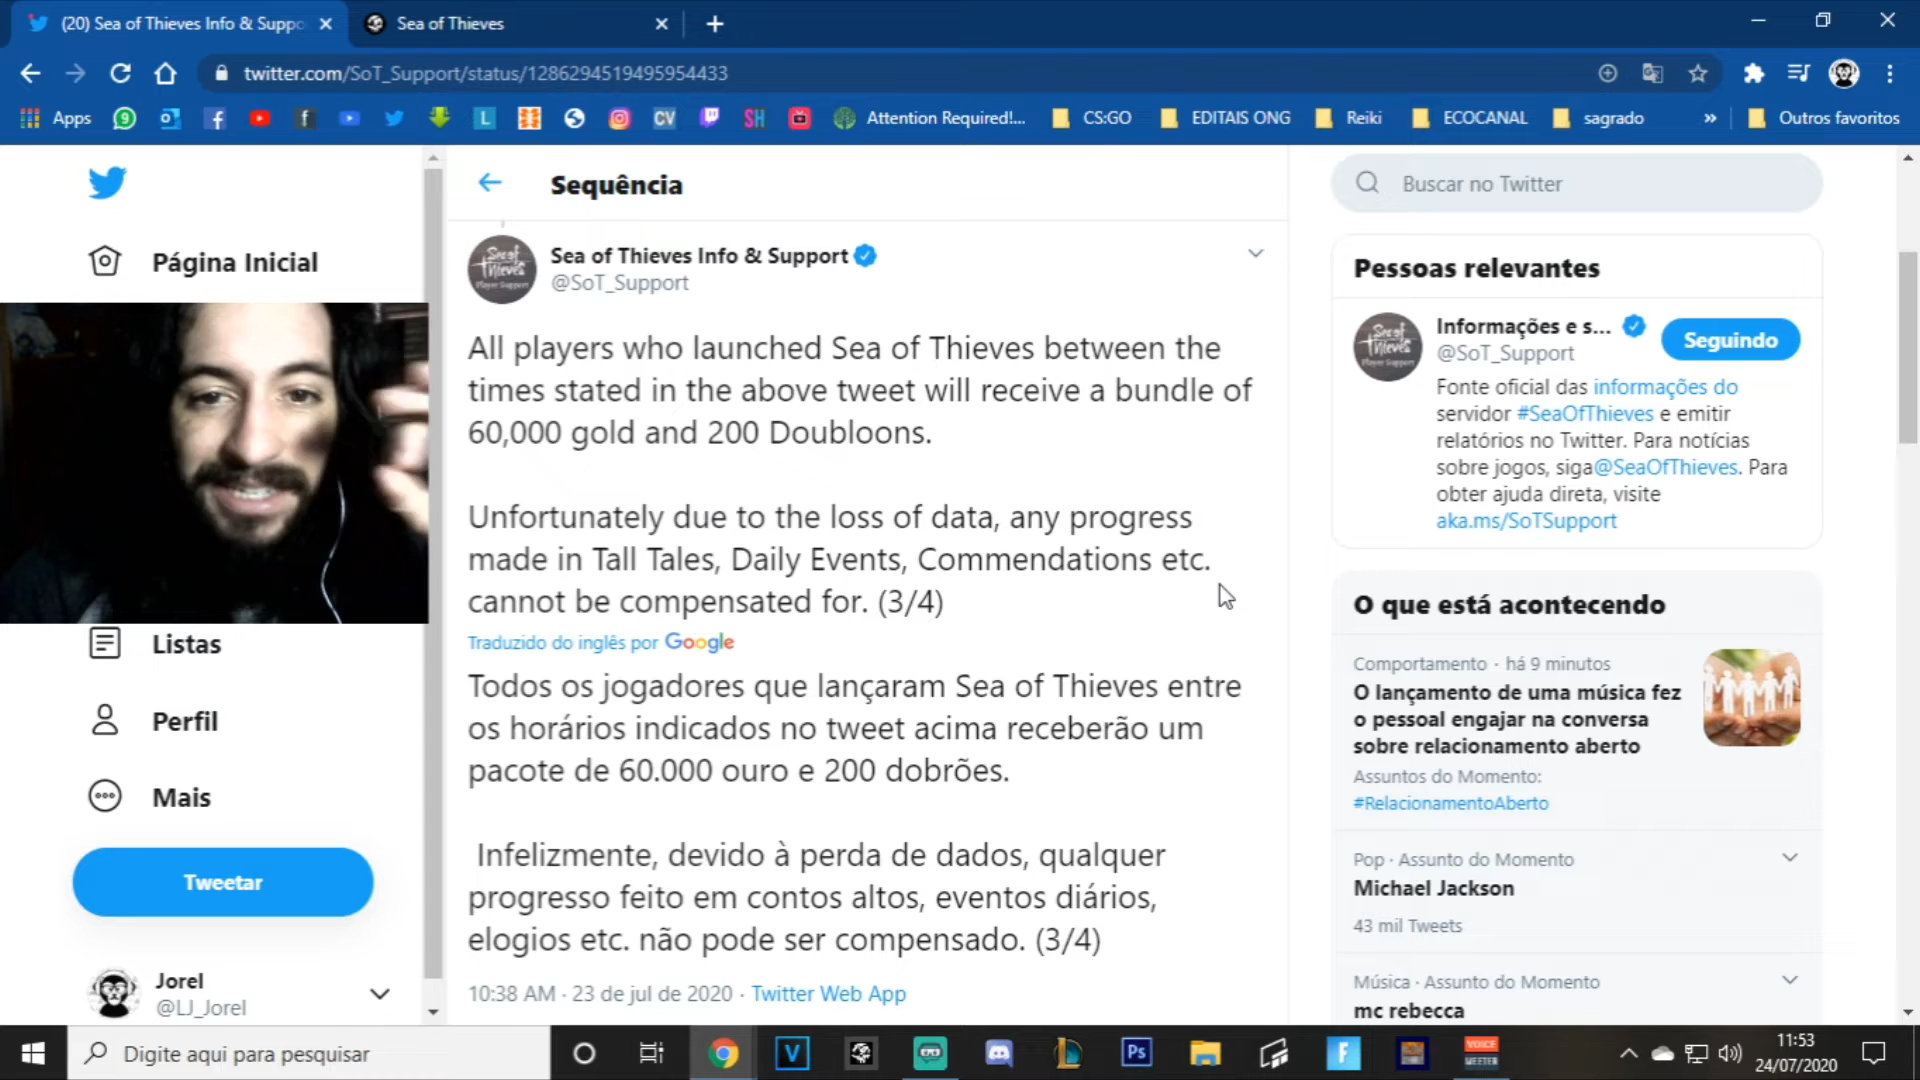 (20) Sea of Thieves Info & Suppo
Sea of Thieves
twitter.com/SoT_Support/status/1286294519495954433
Apps
Attention Required!...
CS:GO
EDITAIS ONG
Reiki
ECOCANAL
sagrado
Outros favoritos
Página Inicial
Listas
Perfil
Mais
Tweetar
Jorel
@LJ_Jorel
Sequência
Sea of Thieves Info & Support
@SoT_Support
All players who launched Sea of Thieves between the
times stated in the above tweet will receive a bundle of
60,000 gold and 200 Doubloons.
Unfortunately due to the loss of data, any progress
made in Tall Tales, Daily Events, Commendations etc.
cannot be compensated for. (3/4)
Traduzido do inglês por Google
Todos os jogadores que lançaram Sea of Thieves entre
os horários indicados no tweet acima receberão um
pacote de 60.000 ouro e 200 dobrões.
Infelizmente, devido à perda de dados, qualquer
progresso feito em contos altos, eventos diários,
elogios etc. não pode ser compensado. (3/4)
10:38 AM · 23 de jul de 2020 · Twitter Web App
Buscar no Twitter
Pessoas relevantes
Informações e s...
@SoT_Support
Seguindo
Fonte oficial das informações do
servidor #SeaOfThieves e emitir
relatórios no Twitter. Para notícias
sobre jogos, siga@SeaOfThieves. Para
obter ajuda direta, visite
aka.ms/SoTSupport
O que está acontecendo
Comportamento · há 9 minutos
O lançamento de uma música fez
o pessoal engajar na conversa
sobre relacionamento aberto
Assuntos do Momento:
#RelacionamentoAberto
Pop · Assunto do Momento
Michael Jackson
43 mil Tweets
Música · Assunto do Momento
mc rebecca
Digite aqui para pesquisar
VOICE
MEETER
11:53
24/07/2020